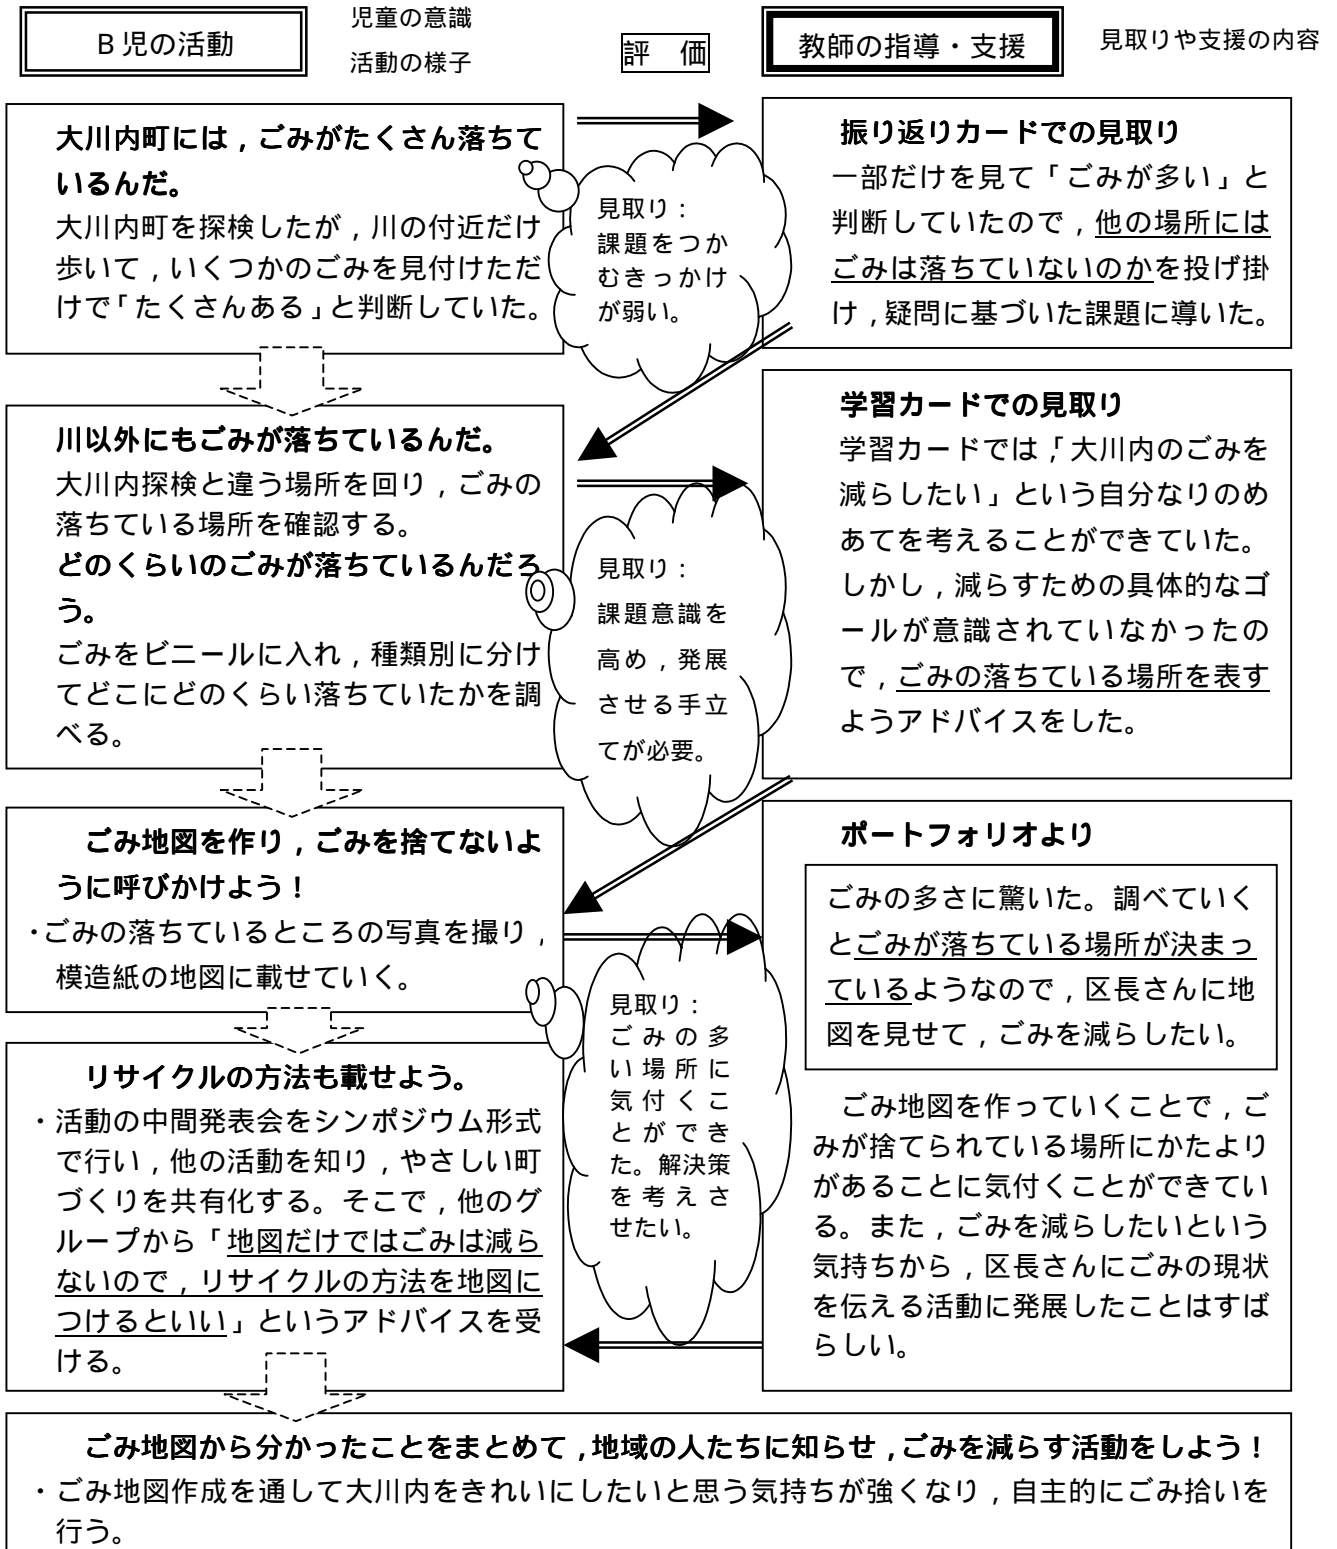 Ｂ児の活動
児童の意識
活動の様子
評　価
教師の指導・支援
見取りや支援の内容
大川内町には，ごみがたくさん落ちて
いるんだ。
大川内町を探検したが，川の付近だけ
歩いて，いくつかのごみを見付けただ
けで「たくさんある」と判断していた。
見取り：
課題をつか
むきっかけ
が弱い。
振り返りカードでの見取り
一部だけを見て「ごみが多い」と
判断していたので，他の場所には
ごみは落ちていないのかを投げ掛
け，疑問に基づいた課題に導いた。
川以外にもごみが落ちているんだ。
大川内探検と違う場所を回り，ごみの
落ちている場所を確認する。
どのくらいのごみが落ちているんだろ
う。
ごみをビニールに入れ，種類別に分け
てどこにどのくらい落ちていたかを調
べる。
見取り：
課題意識を
高め，発展
させる手立
てが必要。
学習カードでの見取り
学習カードでは，「大川内のごみを
減らしたい」という自分なりのめ
あてを考えることができていた。
しかし，減らすための具体的なゴ
ールが意識されていなかったの
で，ごみの落ちている場所を表す
ようアドバイスをした。
ごみ地図を作り，ごみを捨てないよ
うに呼びかけよう！
・ごみの落ちているところの写真を撮り，
模造紙の地図に載せていく。
リサイクルの方法も載せよう。
・活動の中間発表会をシンポジウム形式
で行い，他の活動を知り，やさしい町
づくりを共有化する。そこで，他のグ
ループから「地図だけではごみは減ら
ないので，リサイクルの方法を地図に
つけるといい」というアドバイスを受
ける。
見取り：
ごみの多
い場所に
気付くこ
とができ
た。解決策
を考えさ
せたい。
ポートフォリオより
ごみの多さに驚いた。調べていく
とごみが落ちている場所が決まっ
ているようなので，区長さんに地
図を見せて，ごみを減らしたい。
ごみ地図を作っていくことで，ご
みが捨てられている場所にかたより
があることに気付くことができてい
る。また，ごみを減らしたいという
気持ちから，区長さんにごみの現状
を伝える活動に発展したことはすば
らしい。
ごみ地図から分かったことをまとめて，地域の人たちに知らせ，ごみを減らす活動をしよう！
・ごみ地図作成を通して大川内をきれいにしたいと思う気持ちが強くなり，自主的にごみ拾いを
行う。